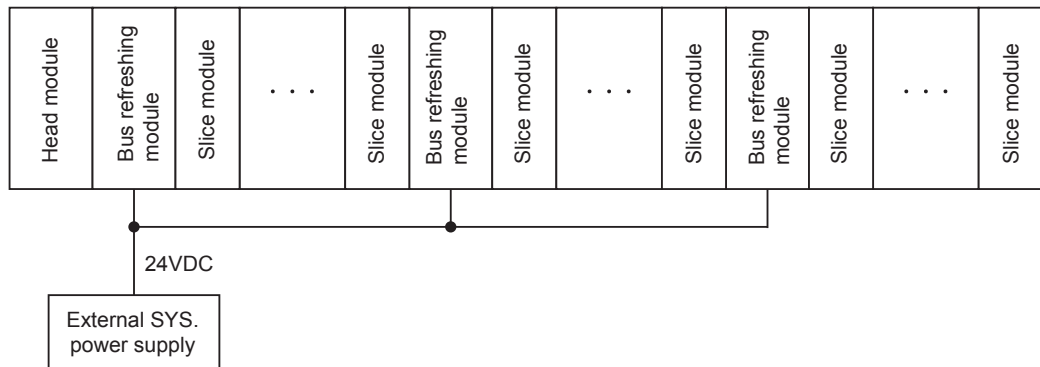 Head module
Bus refreshing
module
Slice module
. . .
Slice module
Bus refreshing
module
Slice module
. . .
Slice module
Bus refreshing
module
Slice module
. . .
Slice module
24VDC
External SYS.
power supply